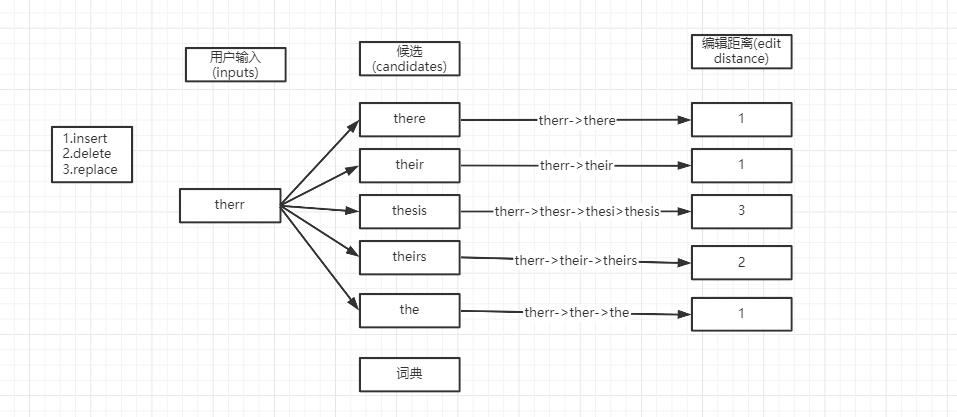 用户输入
(inputs)
候选
(candidates)
编辑距离(edit
distance)
1.insert
2.delete
3.replace
therr
there
therr->there
1
their
therr->their
1
thesis
therr->thesr->thesi>thesis
3
theirs
therr->their->theirs
2
the
therr->ther->the
1
词典